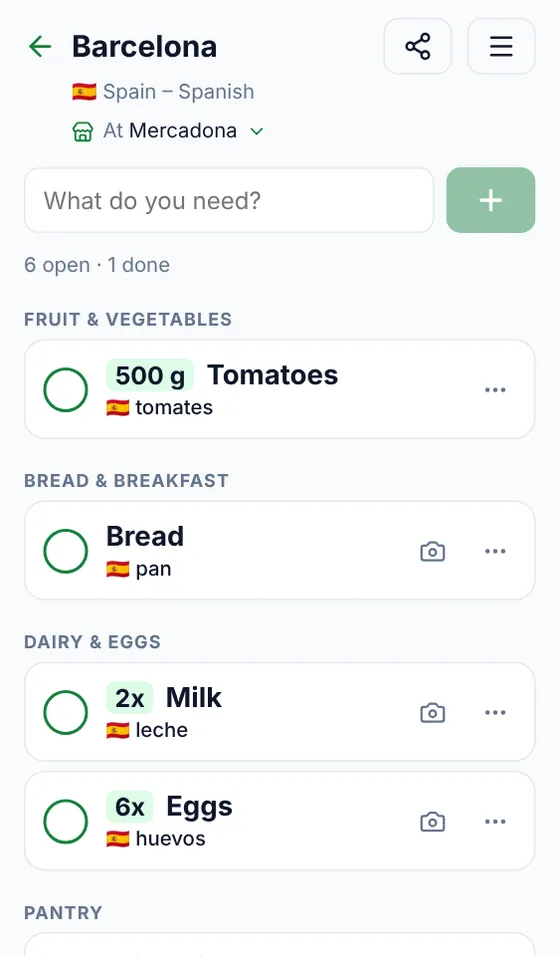 Barcelona
🇪🇸 Spain – Spanish
At Mercadona
What do you need?
6 open · 1 done
FRUIT & VEGETABLES
500 g Tomatoes
🇪🇸 tomates
BREAD & BREAKFAST
Bread
🇪🇸 pan
DAIRY & EGGS
2x Milk
🇪🇸 leche
6x Eggs
🇪🇸 huevos
PANTRY